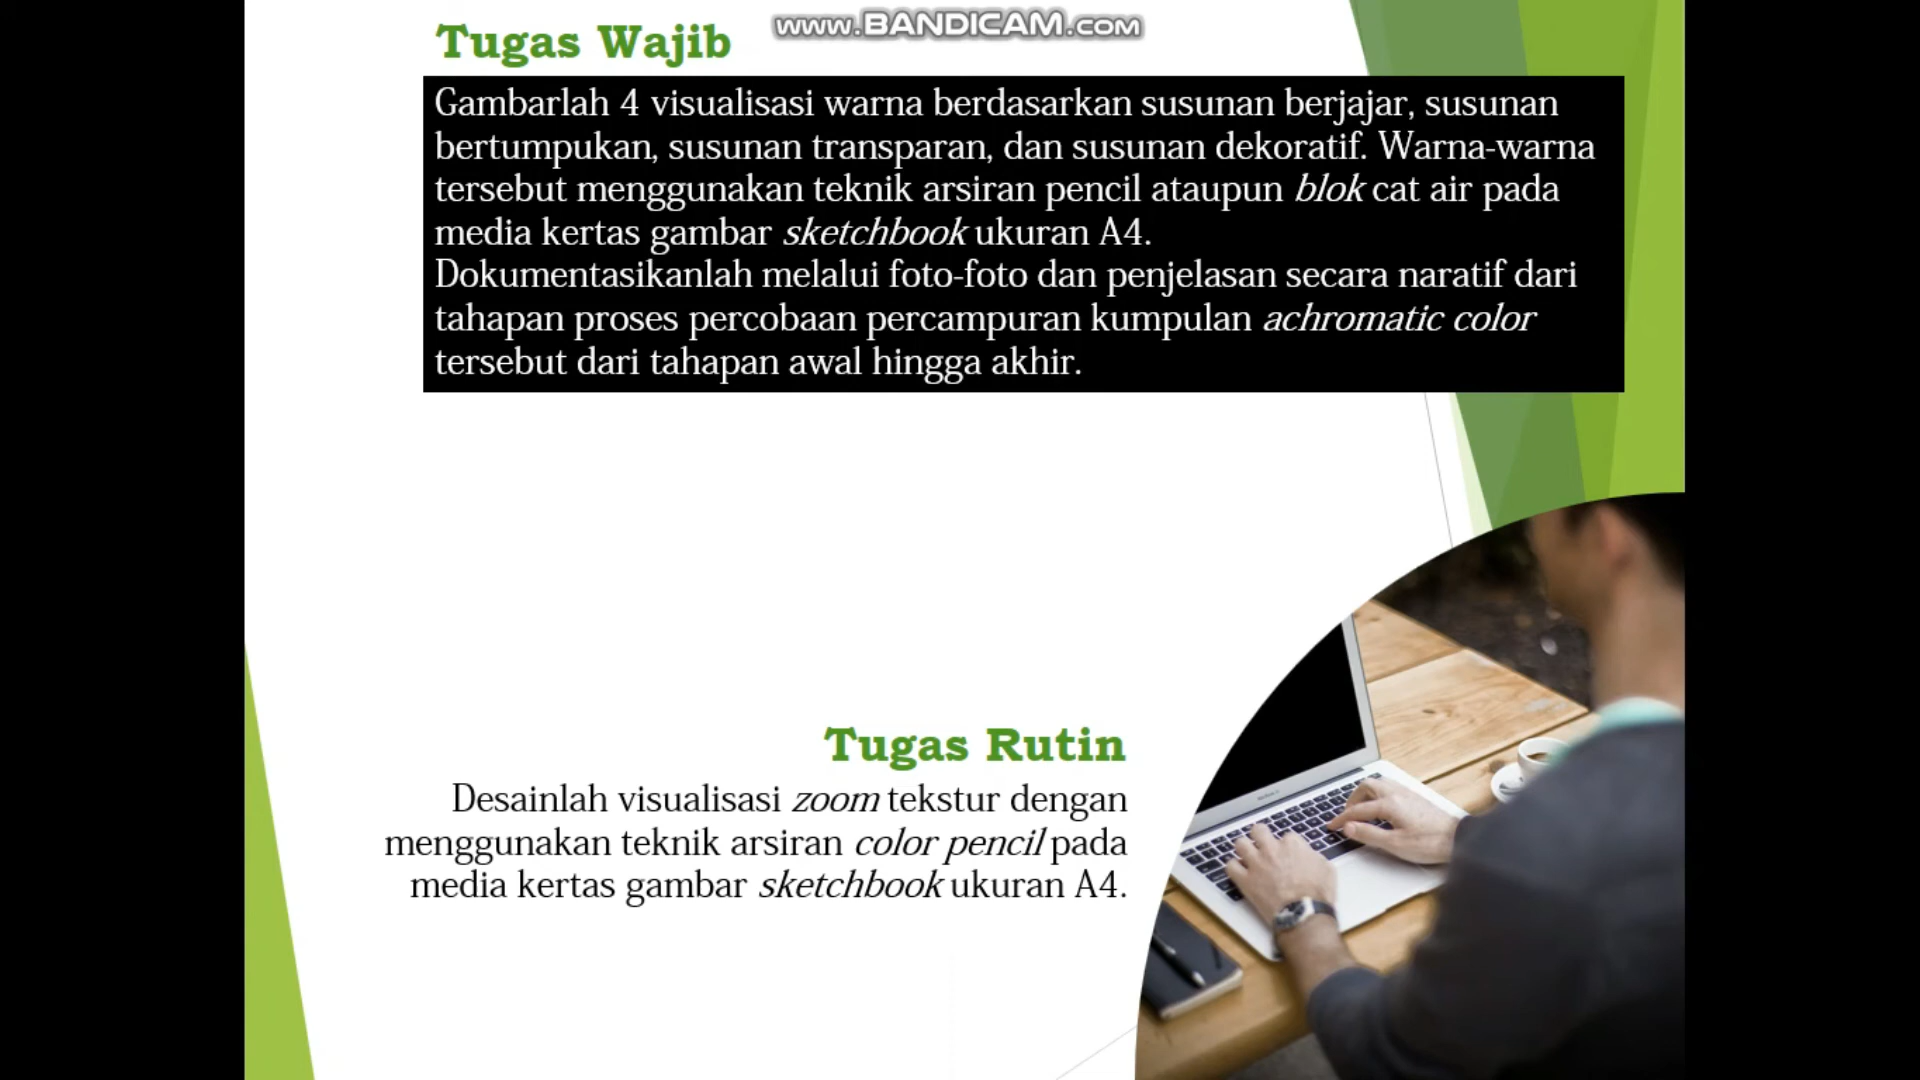 www.BANDICAM.COM
Tugas Wajib
Gambarlah 4 visualisasi warna berdasarkan susunan berjajar, susunan
bertumpukan, susunan transparan, dan susunan dekoratif. Warna-warna
tersebut menggunakan teknik arsiran pencil ataupun blok cat air pada
media kertas gambar sketchbook ukuran A4.
Dokumentasikanlah melalui foto-foto dan penjelasan secara naratif dari
tahapan proses percobaan percampuran kumpulan achromatic color
tersebut dari tahapan awal hingga akhir.
Tugas Rutin
Desainlah visualisasi zoom tekstur dengan
menggunakan teknik arsiran color pencil pada
media kertas gambar sketchbook ukuran A4.